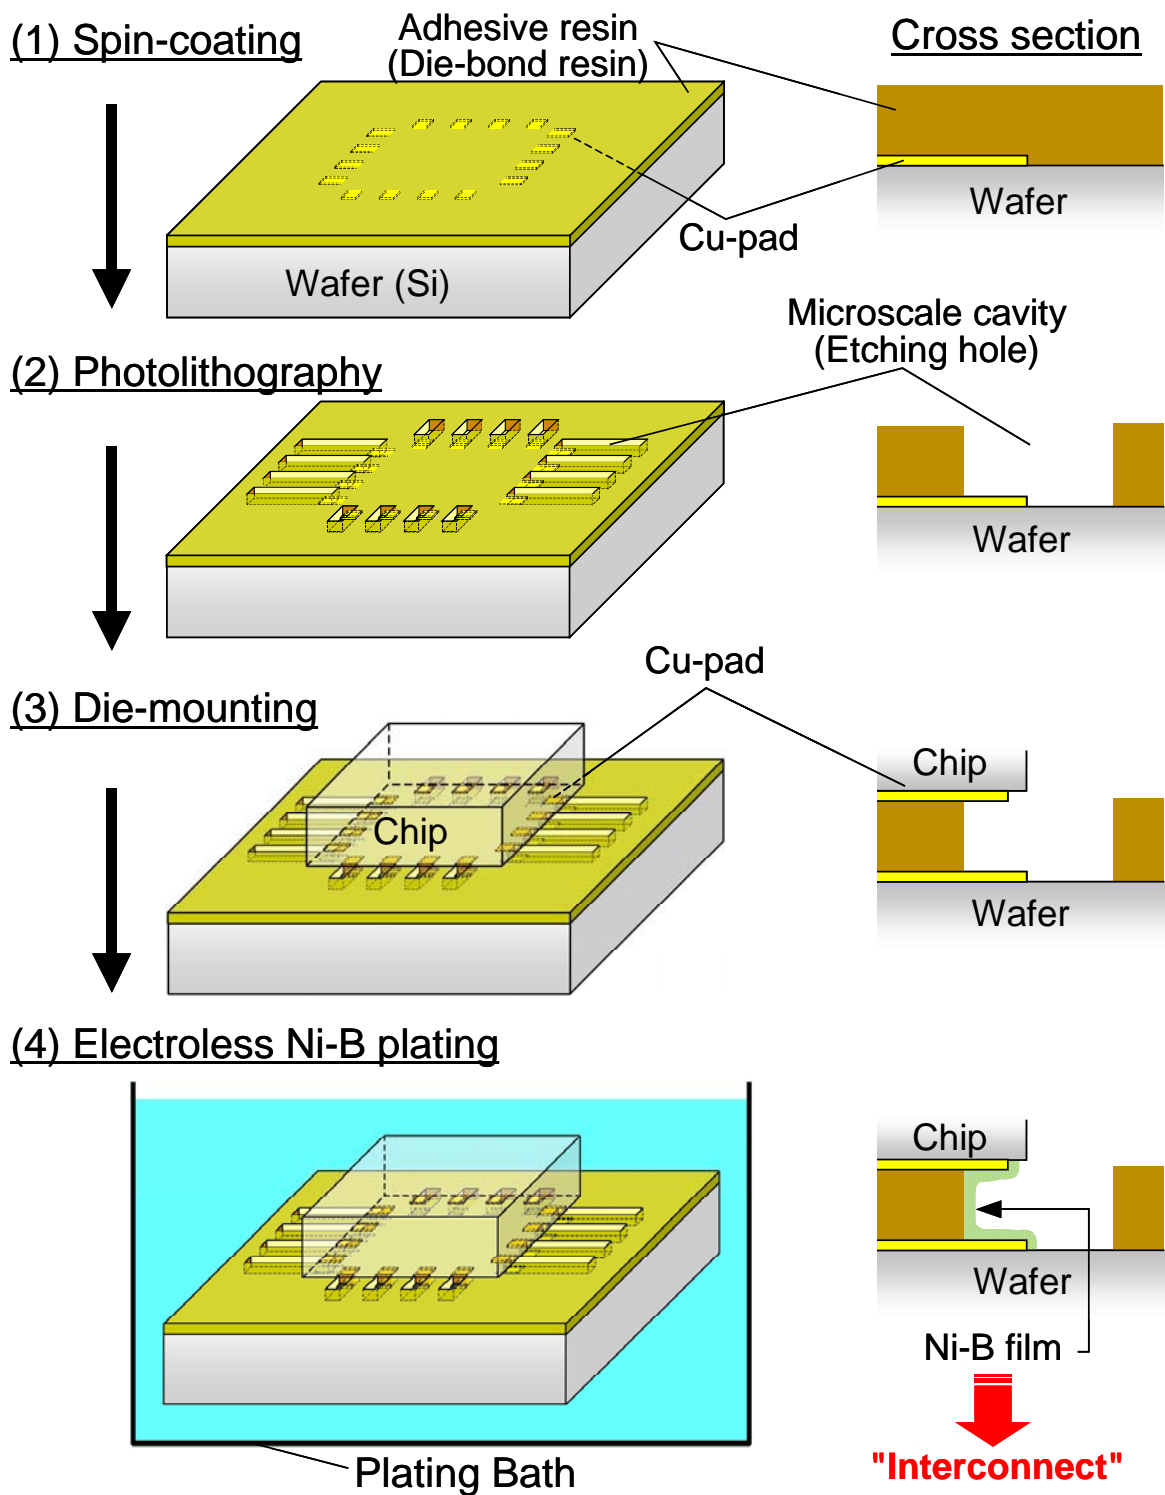 (1) Spin-coating
Adhesive resin
(Die-bond resin)
Cross section
Wafer
Cu-pad
Wafer (Si)
Microscale cavity
(Etching hole)
(2) Photolithography
Wafer
Cu-pad
(3) Die-mounting
Chip
Chip
Wafer
(4) Electroless Ni-B plating
Chip
Wafer
Ni-B film
Plating Bath
"Interconnect"